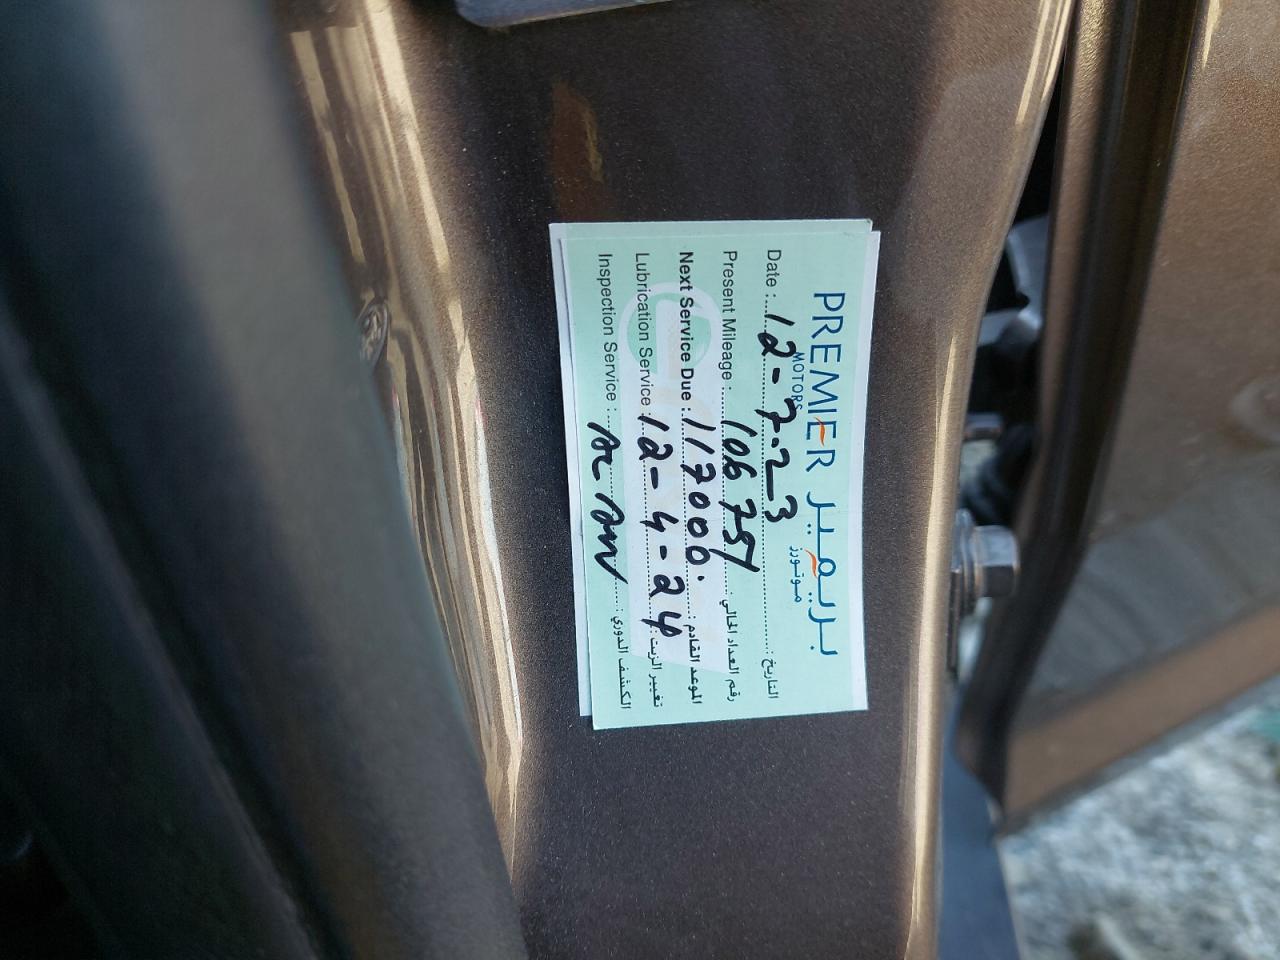 PREMIER بريمير
MOTORS موتورز
Date : 12-7-23 التاريخ :
Present Mileage : 106751 رقم العداد الحالي :
Next Service Due : 117000. الموعد القادم :
Lubrication Service : 12-4-24 تغيير الزيت :
Inspection Service : الكشف الدوري :